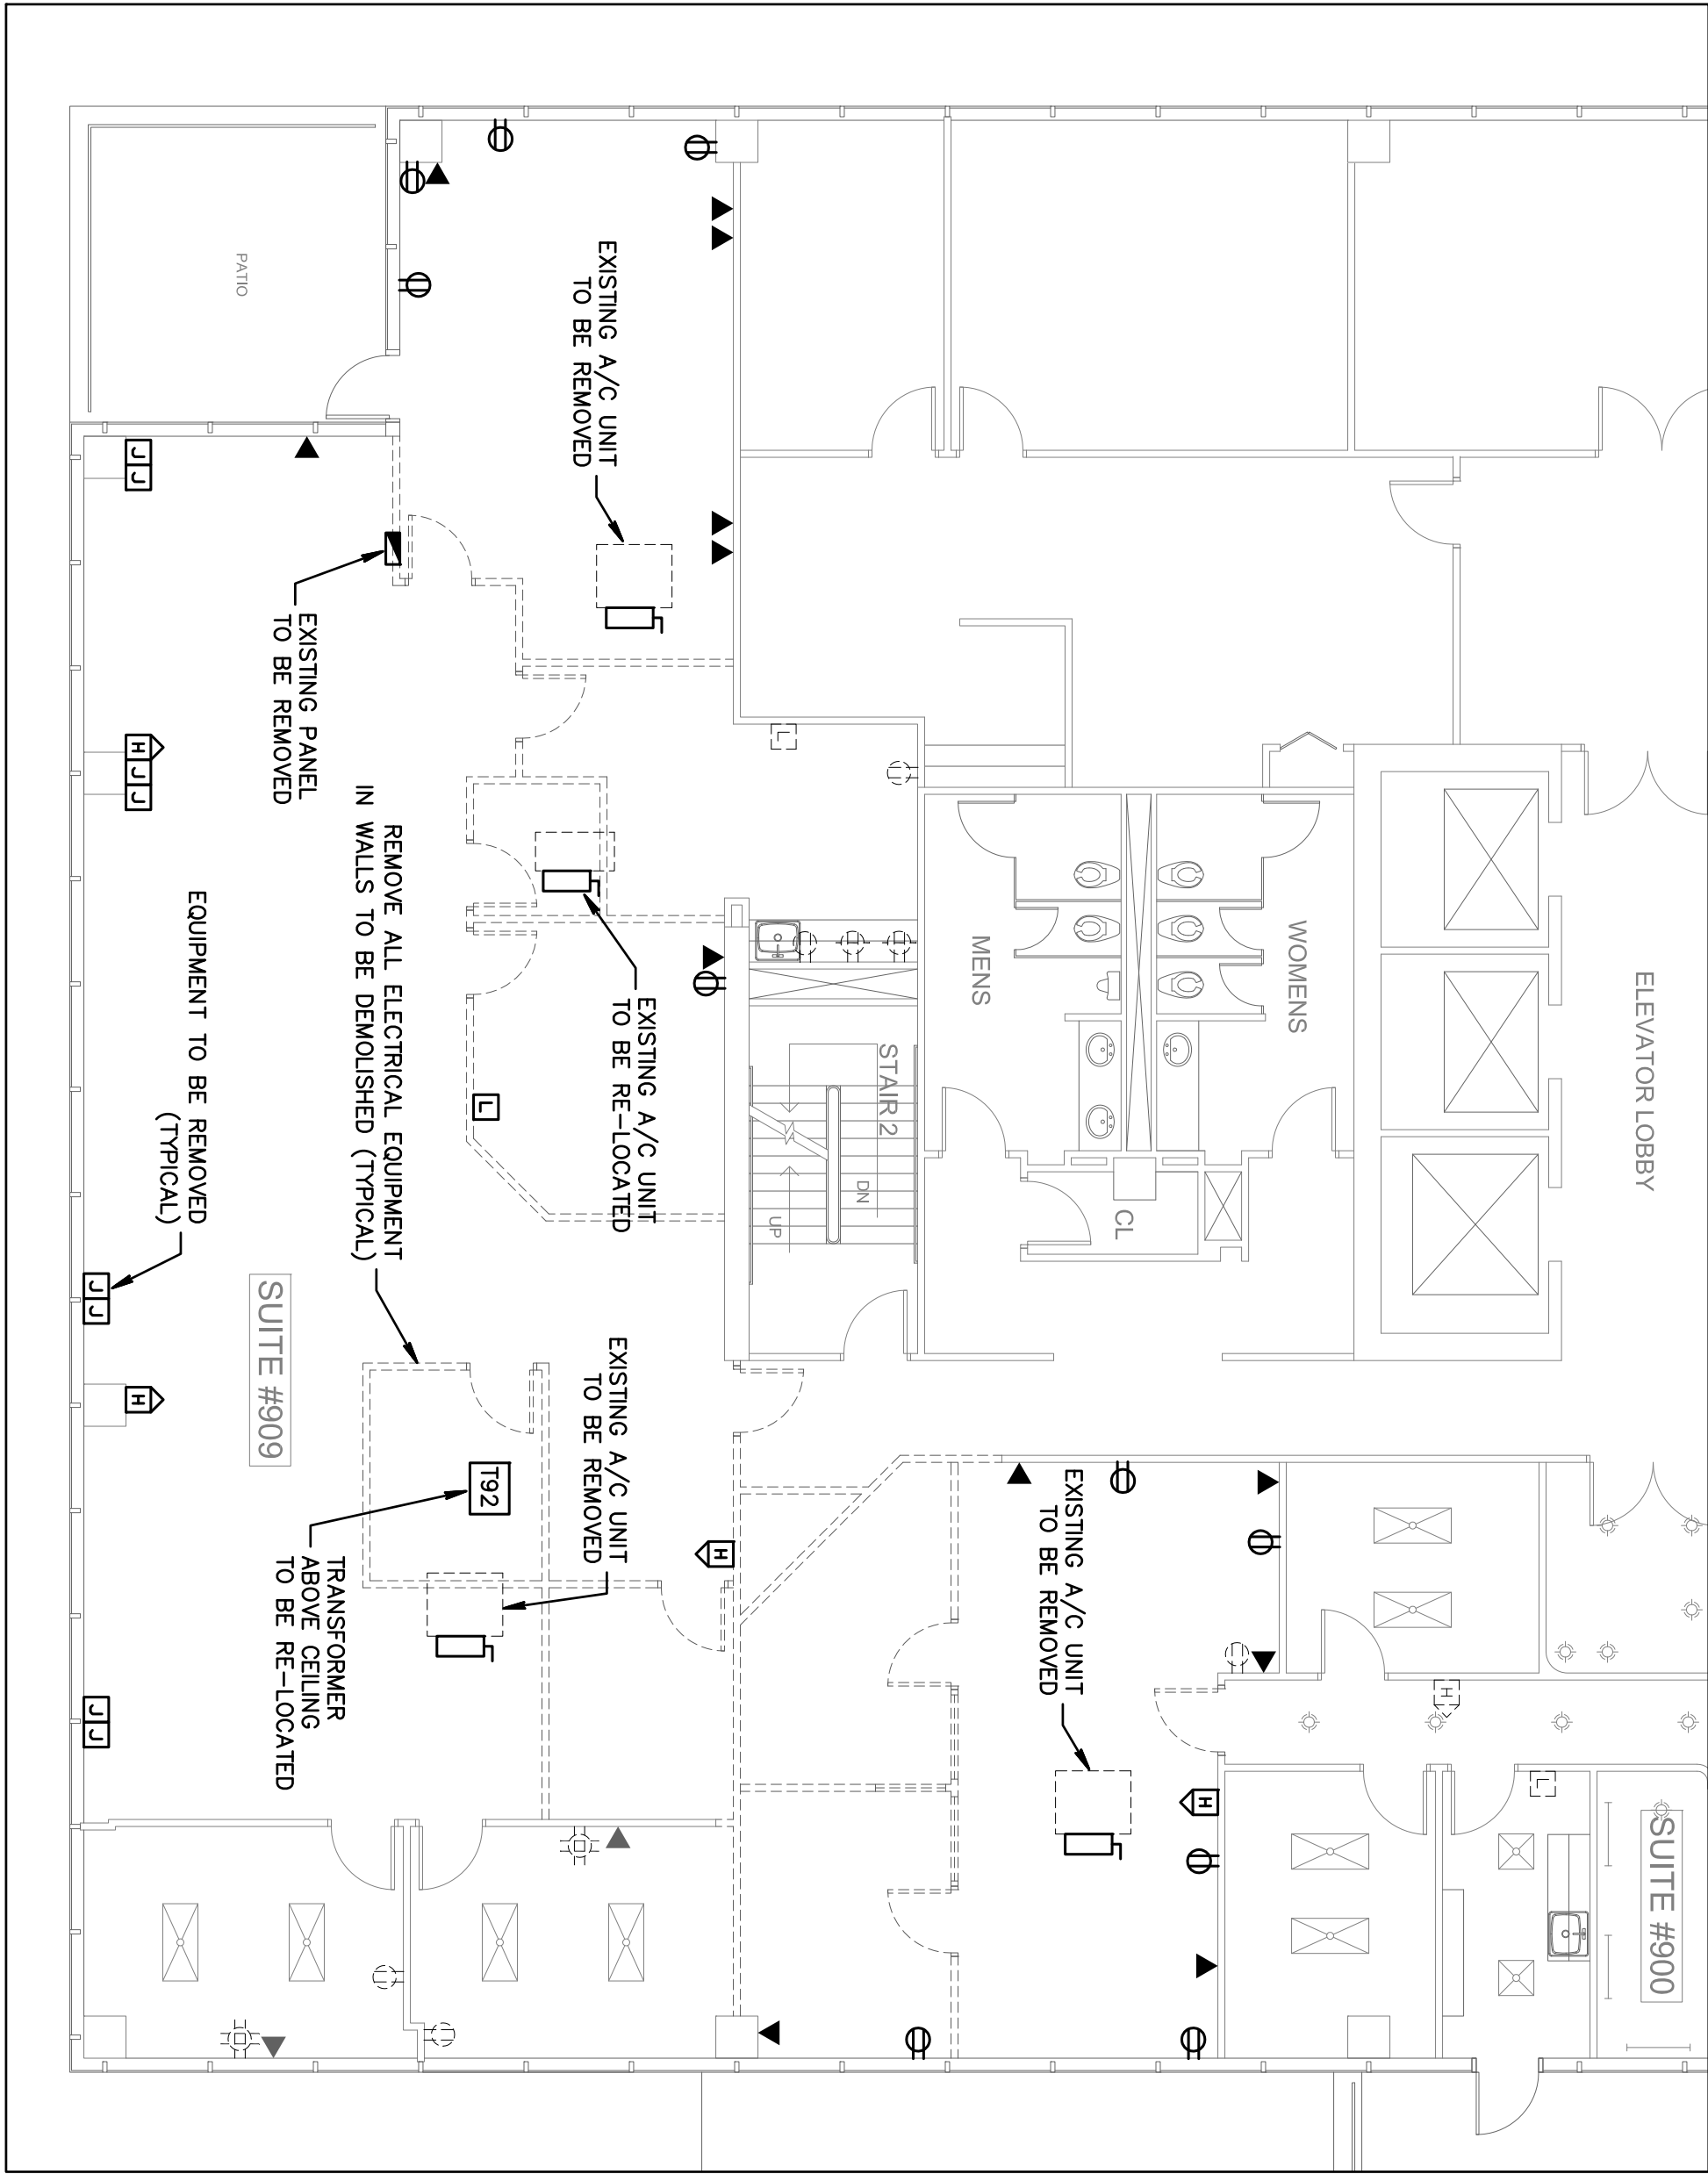 PATIO
EXISTING A/C UNIT
TO BE REMOVED
J J
EXISTING PANEL
TO BE REMOVED
H J J
L
REMOVE ALL ELECTRICAL EQUIPMENT
IN WALLS TO BE DEMOLISHED (TYPICAL)
EXISTING A/C UNIT
TO BE RE-LOCATED
EQUIPMENT TO BE REMOVED
(TYPICAL)
L
MENS
WOMENS
ELEVATOR LOBBY
STAIR 2
DN
UP
CL
J J
SUITE #909
H
EXISTING A/C UNIT
TO BE REMOVED
T92
H
TRANSFORMER
ABOVE CEILING
TO BE RE-LOCATED
EXISTING A/C UNIT
TO BE REMOVED
H
J J
H
L
SUITE #900